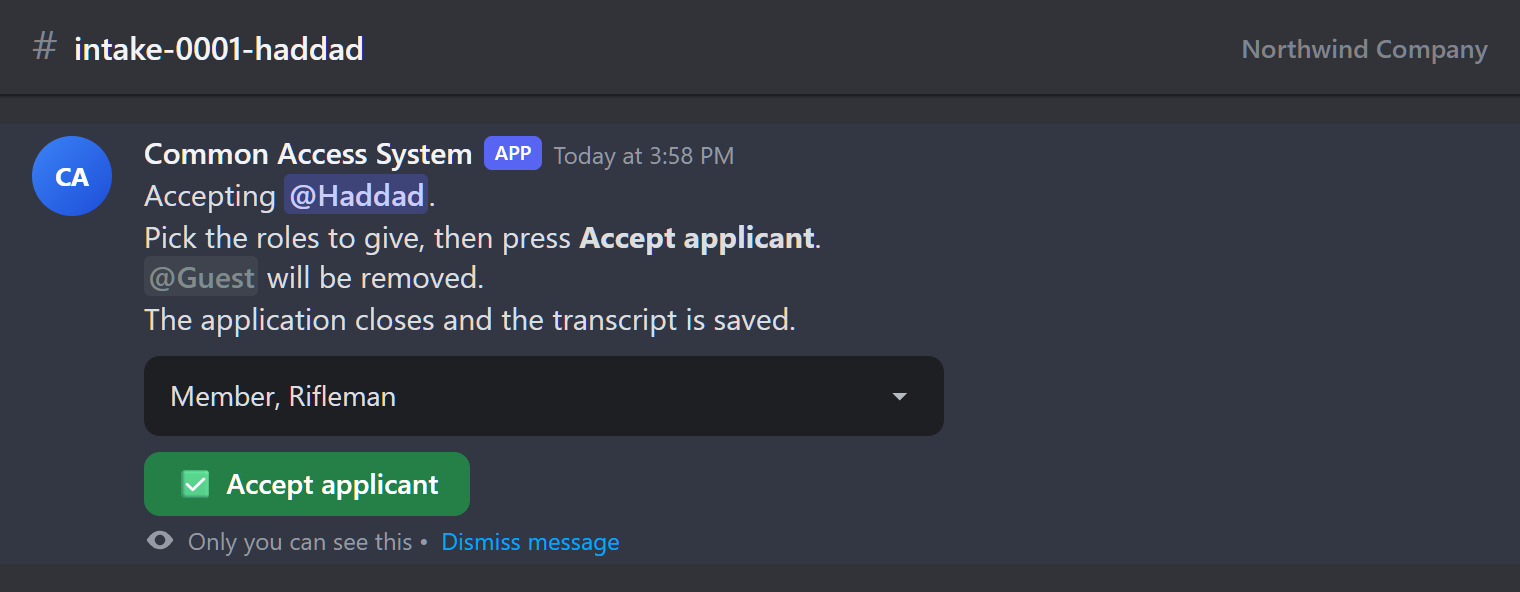 # intake-0001-haddad
Northwind Company
CA
Common Access System APP Today at 3:58 PM
Accepting @Haddad.
Pick the roles to give, then press Accept applicant.
@Guest will be removed.
The application closes and the transcript is saved.
Member, Rifleman
✅ Accept applicant
Only you can see this • Dismiss message